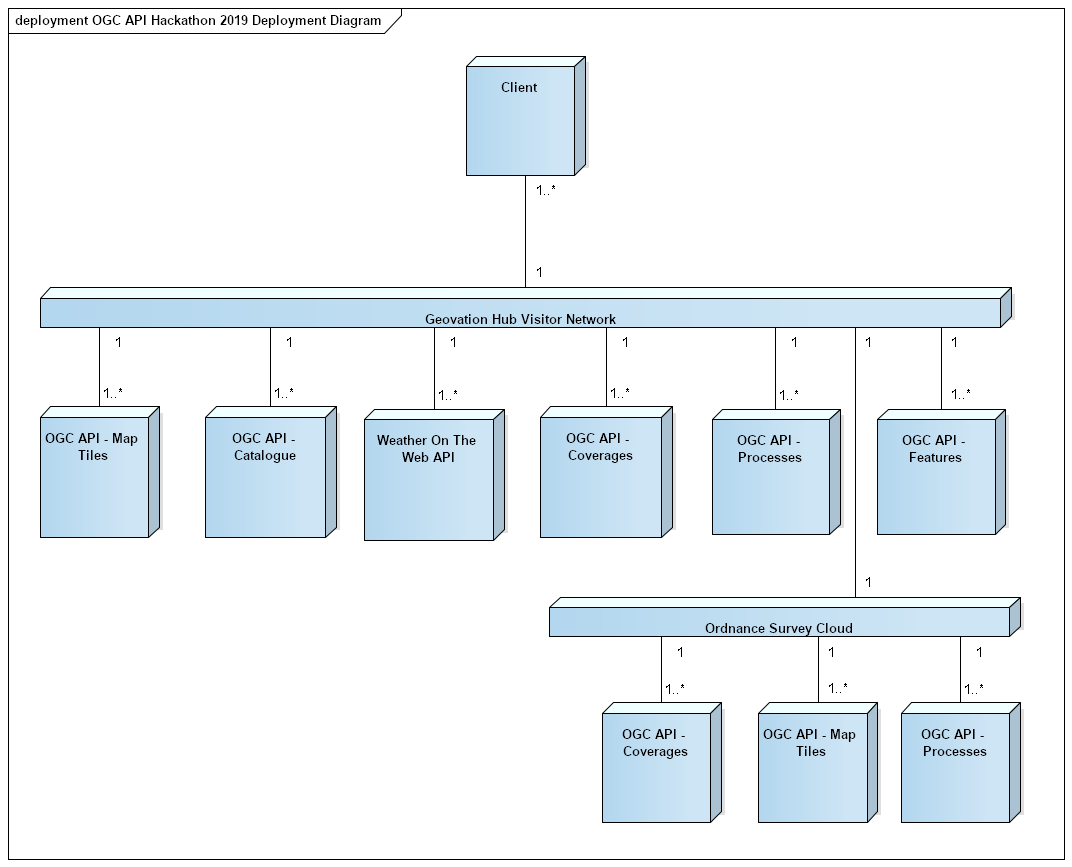 deployment OGC API Hackathon 2019 Deployment Diagram
Client
1..*
1
Geovation Hub Visitor Network
1
1
1
1
1
1
1
1..*
1..*
1..*
1..*
1..*
1..*
OGC API - Map
Tiles
OGC API -
Catalogue
Weather On The
Web API
OGC API -
Coverages
OGC API -
Processes
OGC API -
Features
1
Ordnance Survey Cloud
1
1
1
1..*
1..*
1..*
OGC API -
Coverages
OGC API - Map
Tiles
OGC API -
Processes